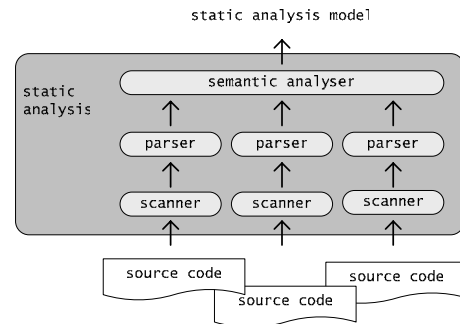 static analysis model
semantic analyser
static
analysis
parser parser parser
scanner scanner scanner
source code source code
source code